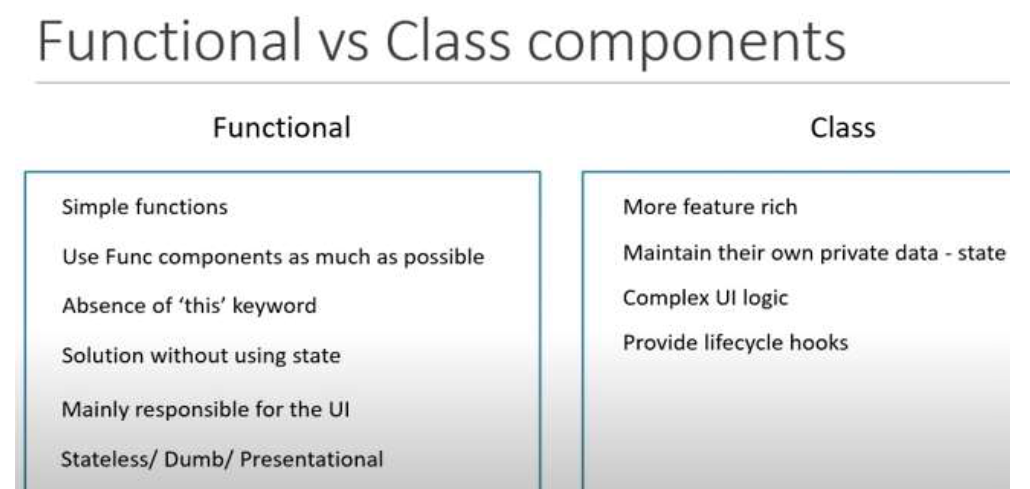 Functional vs Class components
Functional
Simple functions
Use Func components as much as possible
Absence of ‘this’ keyword
Solution without using state
Mainly responsible for the UI
Stateless/ Dumb/ Presentational
Class
More feature rich
Maintain their own private data - state
Complex UI logic
Provide lifecycle hooks